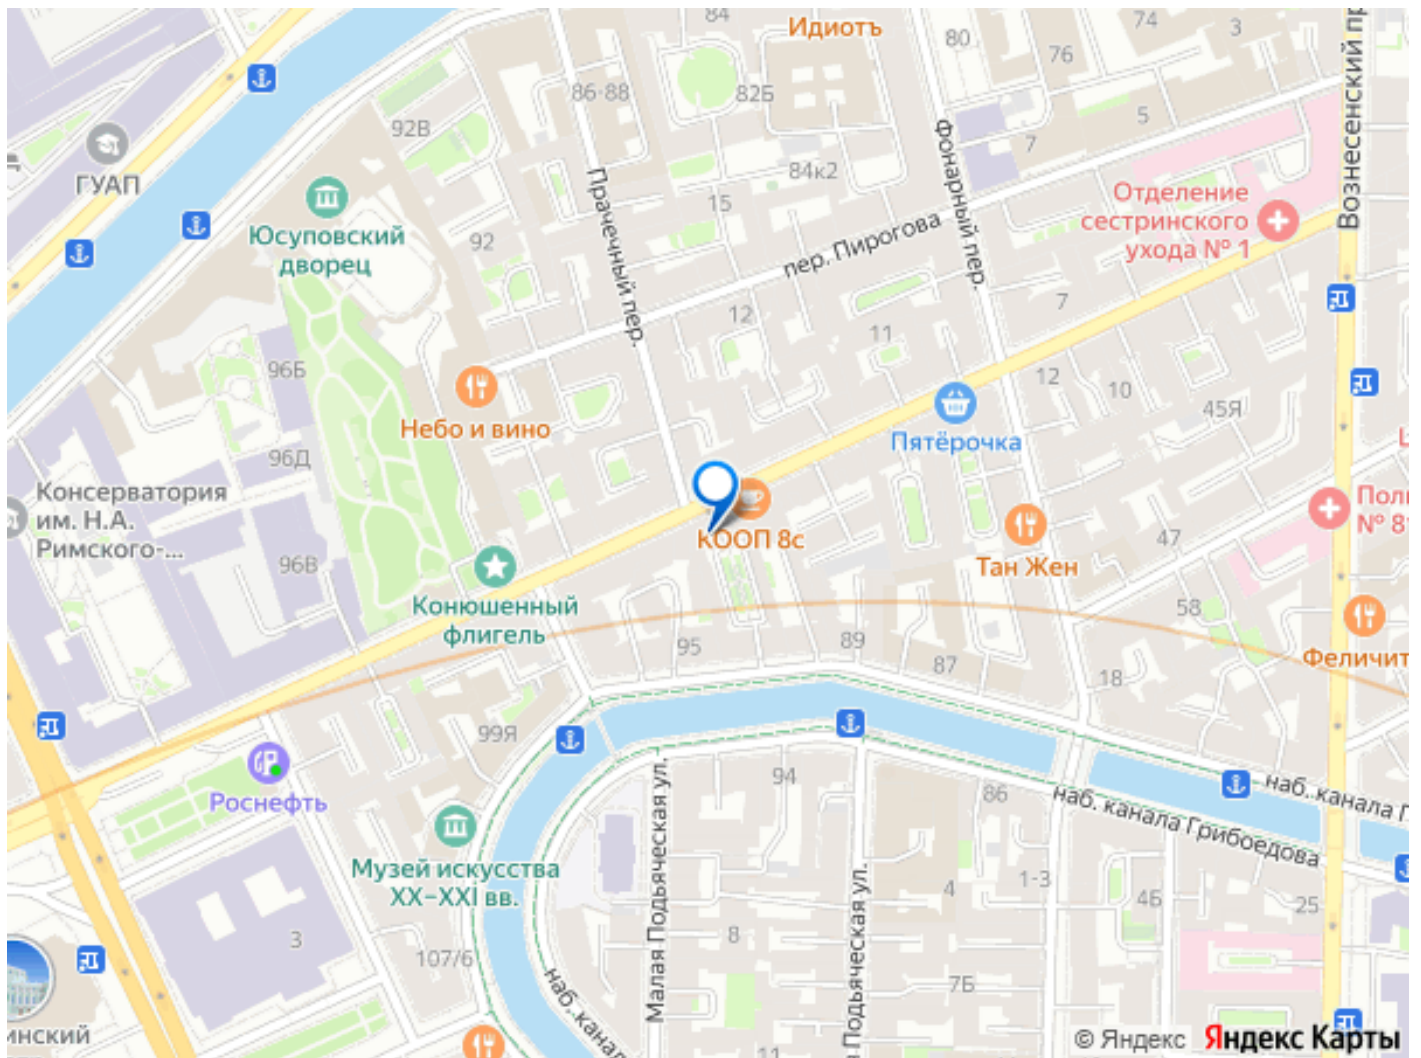 84
Идиотъ
74
3
80
76
86-88
82Б
5
92В
7
ГУАП
84к2
Вознесенский пр
Фонарный пер.
Прачечный пер.
Отделение
сестринского
ухода № 1
15
Юсуповский
дворец
92
пер. Пирогова
7
12
11
96Б
12
10
45Я
Небо и вино
Пятёрочка
96Д
Консерватория
им. Н.А.
Римского-...
КООП 8с
№ 8
47
Тан Жен
96В
Конюшенный
флигель
58
95
89
87
18
Феличит
99Я
94
86
наб. канала Г
Роснефть
наб. канала Грибоедова
Музей искусства
XX–XXI вв.
Малая Подьяческая ул.
Подьяческая ул.
4
1-3
4Б
25
3
8
107/6
7Б
наб. кана
инский
11
© Яндекс Яндекс Карты